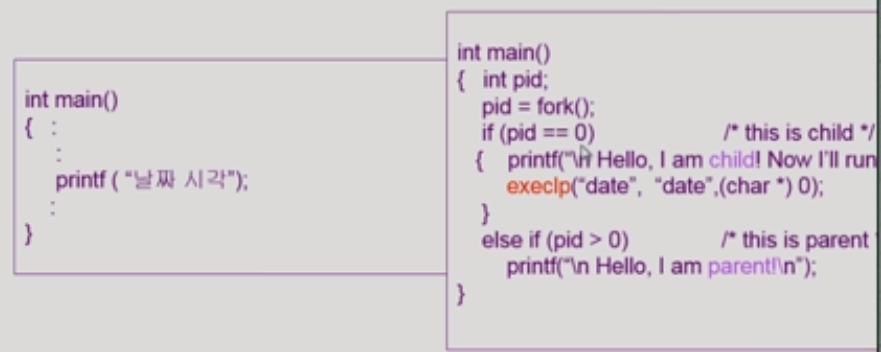 int main()
{ :
:
printf ( “날짜 시각”);
:
}
int main()
{ int pid;
pid = fork();
if (pid == 0) /* this is child */
{ printf(“\n Hello, I am child! Now I’ll run
execlp(“date”, “date”,(char *) 0);
}
else if (pid > 0) /* this is parent
printf(“\n Hello, I am parent!\n”);
}